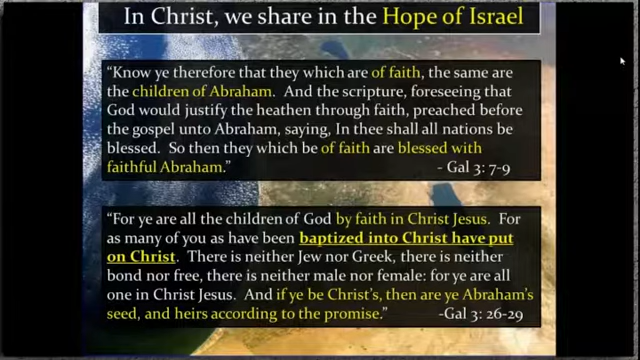 In Christ, we share in the Hope of Israel
“Know ye therefore that they which are of faith, the same are
the children of Abraham.  And the scripture, foreseeing that
God would justify the heathen through faith, preached before
the gospel unto Abraham, saying, In thee shall all nations be
blessed.  So then they which be of faith are blessed with
faithful Abraham.” - Gal 3: 7-9
“For ye are all the children of God by faith in Christ Jesus.  For
as many of you as have been baptized into Christ have put
on Christ.  There is neither Jew nor Greek, there is neither
bond nor free, there is neither male nor female: for ye are all
one in Christ Jesus.  And if ye be Christ’s, then are ye Abraham’s
seed, and heirs according to the promise.” -Gal 3: 26-29